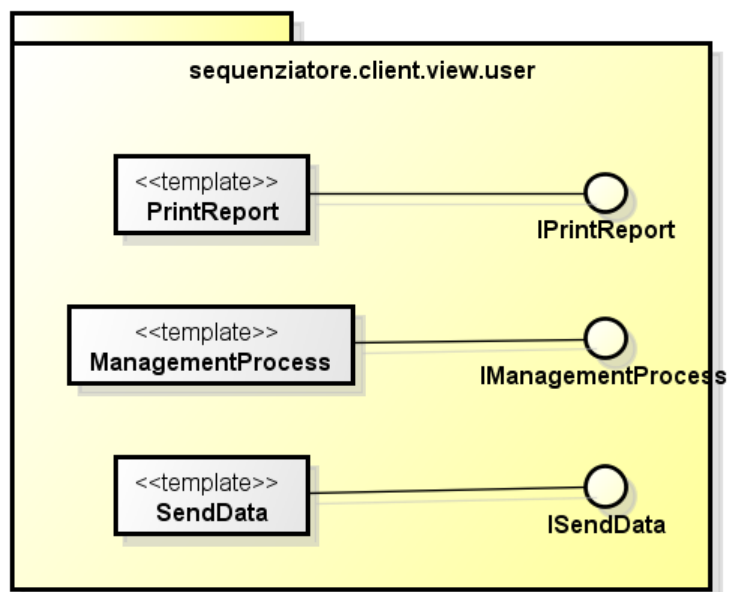 sequenziatore.client.view.user
<<template>>
PrintReport
IPrintReport
<<template>>
ManagementProcess
IManagementProcess
<<template>>
SendData
ISendData